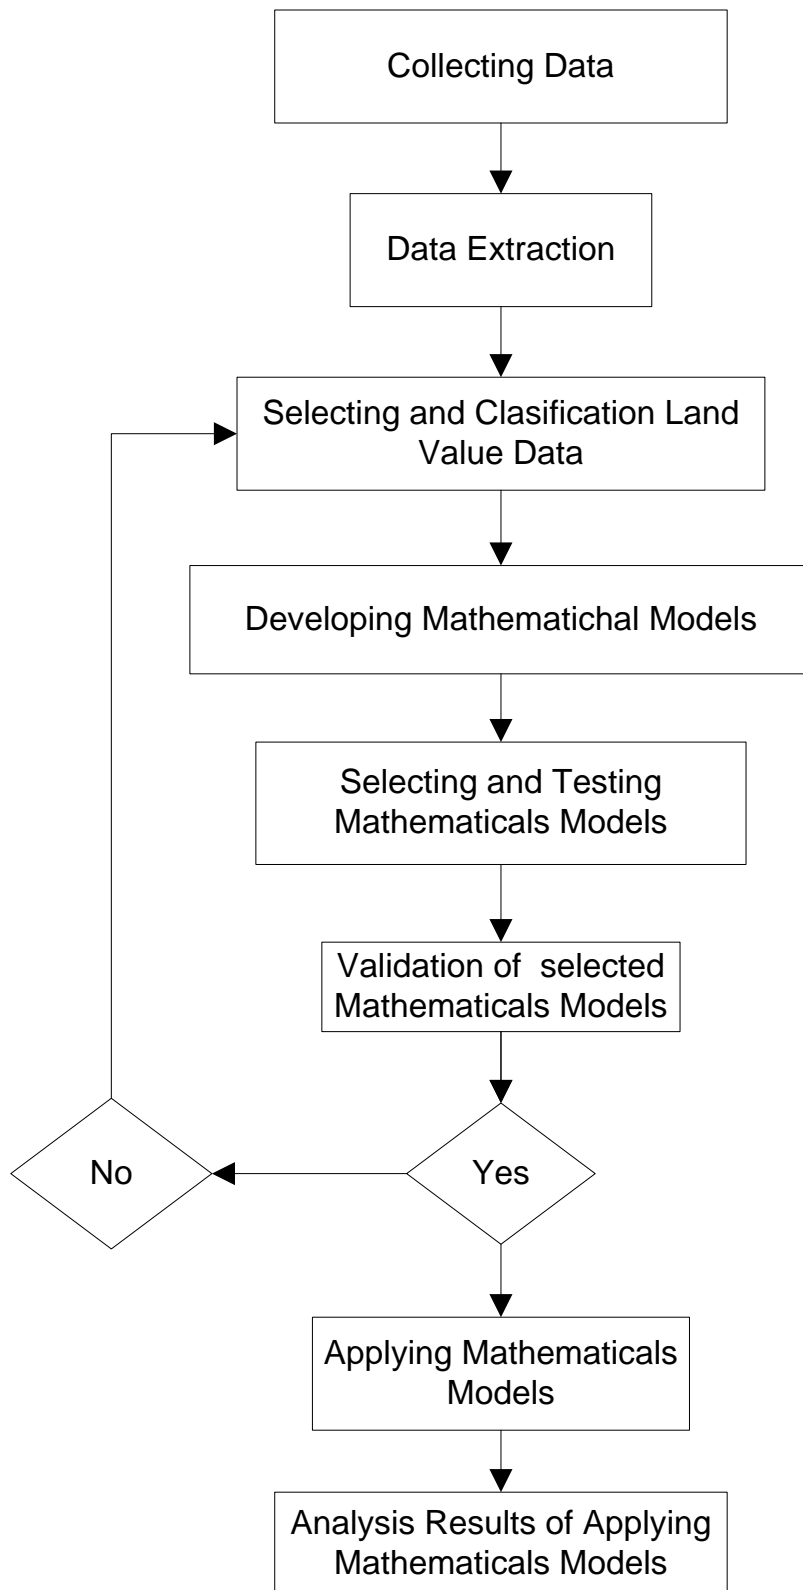 Collecting Data
Data Extraction
Selecting and Clasification Land
Value Data
Developing Mathematichal Models
Selecting and Testing
Mathematicals Models
Validation of  selected
Mathematicals Models
No
Yes
Applying Mathematicals
Models
Analysis Results of Applying
Mathematicals Models